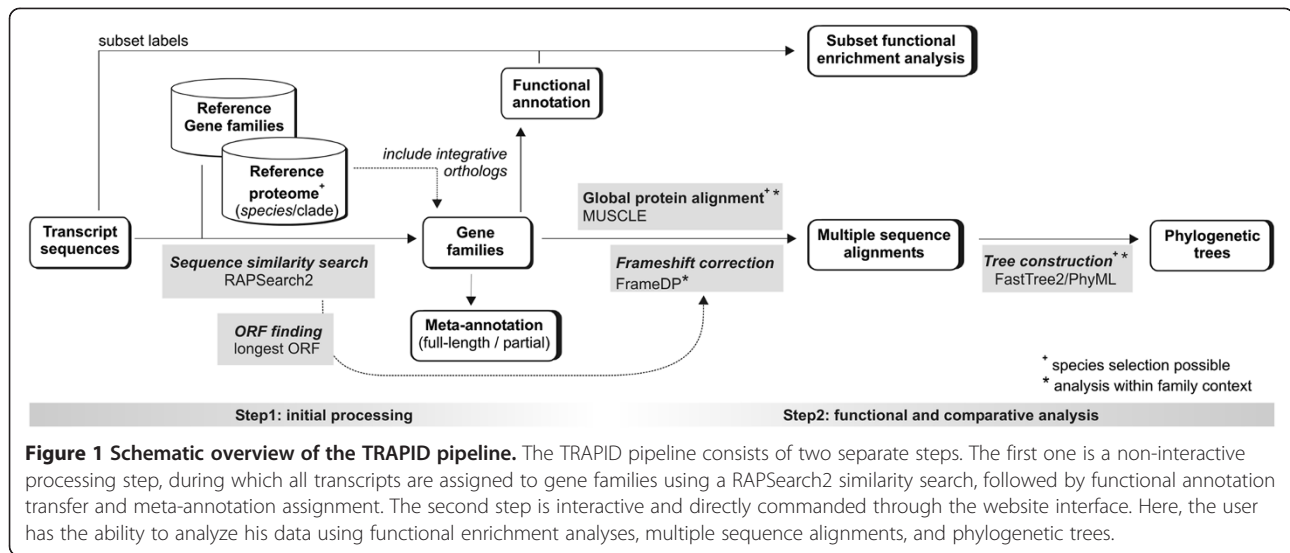 subset labels
Subset functional
enrichment analysis
Functional
annotation
Reference
Gene families
Reference
proteome+
(species/clade)
include integrative
orthologs
Transcript
sequences
Sequence similarity search
RAPSearch2
ORF finding
longest ORF
Gene
families
Meta-annotation
(full-length / partial)
Global protein alignment+ *
MUSCLE
Frameshift correction
FrameDP*
Multiple sequence
alignments
Tree construction+ *
FastTree2/PhyML
Phylogenetic
trees
+ species selection possible
* analysis within family context
Step1: initial processing
Step2: functional and comparative analysis
Figure 1 Schematic overview of the TRAPID pipeline. The TRAPID pipeline consists of two separate steps. The first one is a non-interactive
processing step, during which all transcripts are assigned to gene families using a RAPSearch2 similarity search, followed by functional annotation
transfer and meta-annotation assignment. The second step is interactive and directly commanded through the website interface. Here, the user
has the ability to analyze his data using functional enrichment analyses, multiple sequence alignments, and phylogenetic trees.